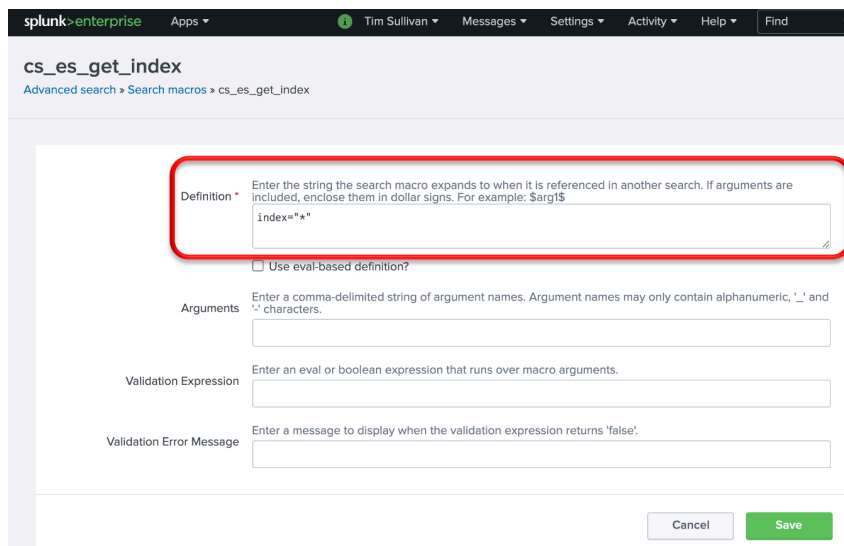 splunk>enterprise Apps ▾ i Tim Sullivan ▾ Messages ▾ Settings ▾ Activity ▾ Help ▾ Find
cs_es_get_index
Advanced search » Search macros » cs_es_get_index
Enter the string the search macro expands to when it is referenced in another search. If arguments are
Definition * included, enclose them in dollar signs. For example: $arg1$
index="*"
Use eval-based definition?
Enter a comma-delimited string of argument names. Argument names may only contain alphanumeric, '_' and
Arguments '-' characters.
Enter an eval or boolean expression that runs over macro arguments.
Validation Expression
Enter a message to display when the validation expression returns 'false'.
Validation Error Message
Cancel Save